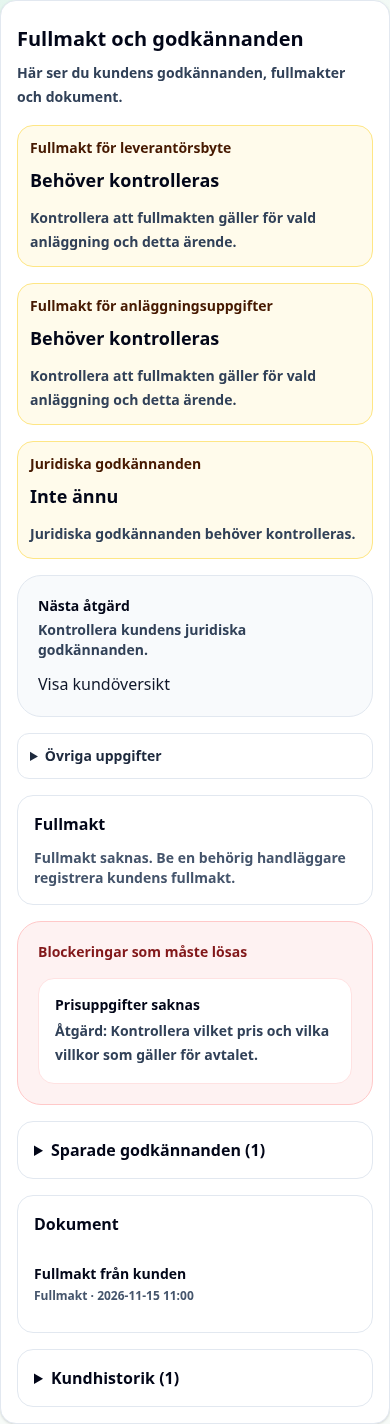 Fullmakt och godkännanden
Här ser du kundens godkännanden, fullmakter
och dokument.
Fullmakt för leverantörsbyte
Behöver kontrolleras
Kontrollera att fullmakten gäller för vald
anläggning och detta ärende.
Fullmakt för anläggningsuppgifter
Behöver kontrolleras
Kontrollera att fullmakten gäller för vald
anläggning och detta ärende.
Juridiska godkännanden
Inte ännu
Juridiska godkännanden behöver kontrolleras.
Nästa åtgärd
Kontrollera kundens juridiska
godkännanden.
Visa kundöversikt
Övriga uppgifter
Fullmakt
Fullmakt saknas. Be en behörig handläggare
registrera kundens fullmakt.
Blockeringar som måste lösas
Prisuppgifter saknas
Åtgärd: Kontrollera vilket pris och vilka
villkor som gäller för avtalet.
Sparade godkännanden (1)
Dokument
Fullmakt från kunden
Fullmakt · 2026-11-15 11:00
Kundhistorik (1)